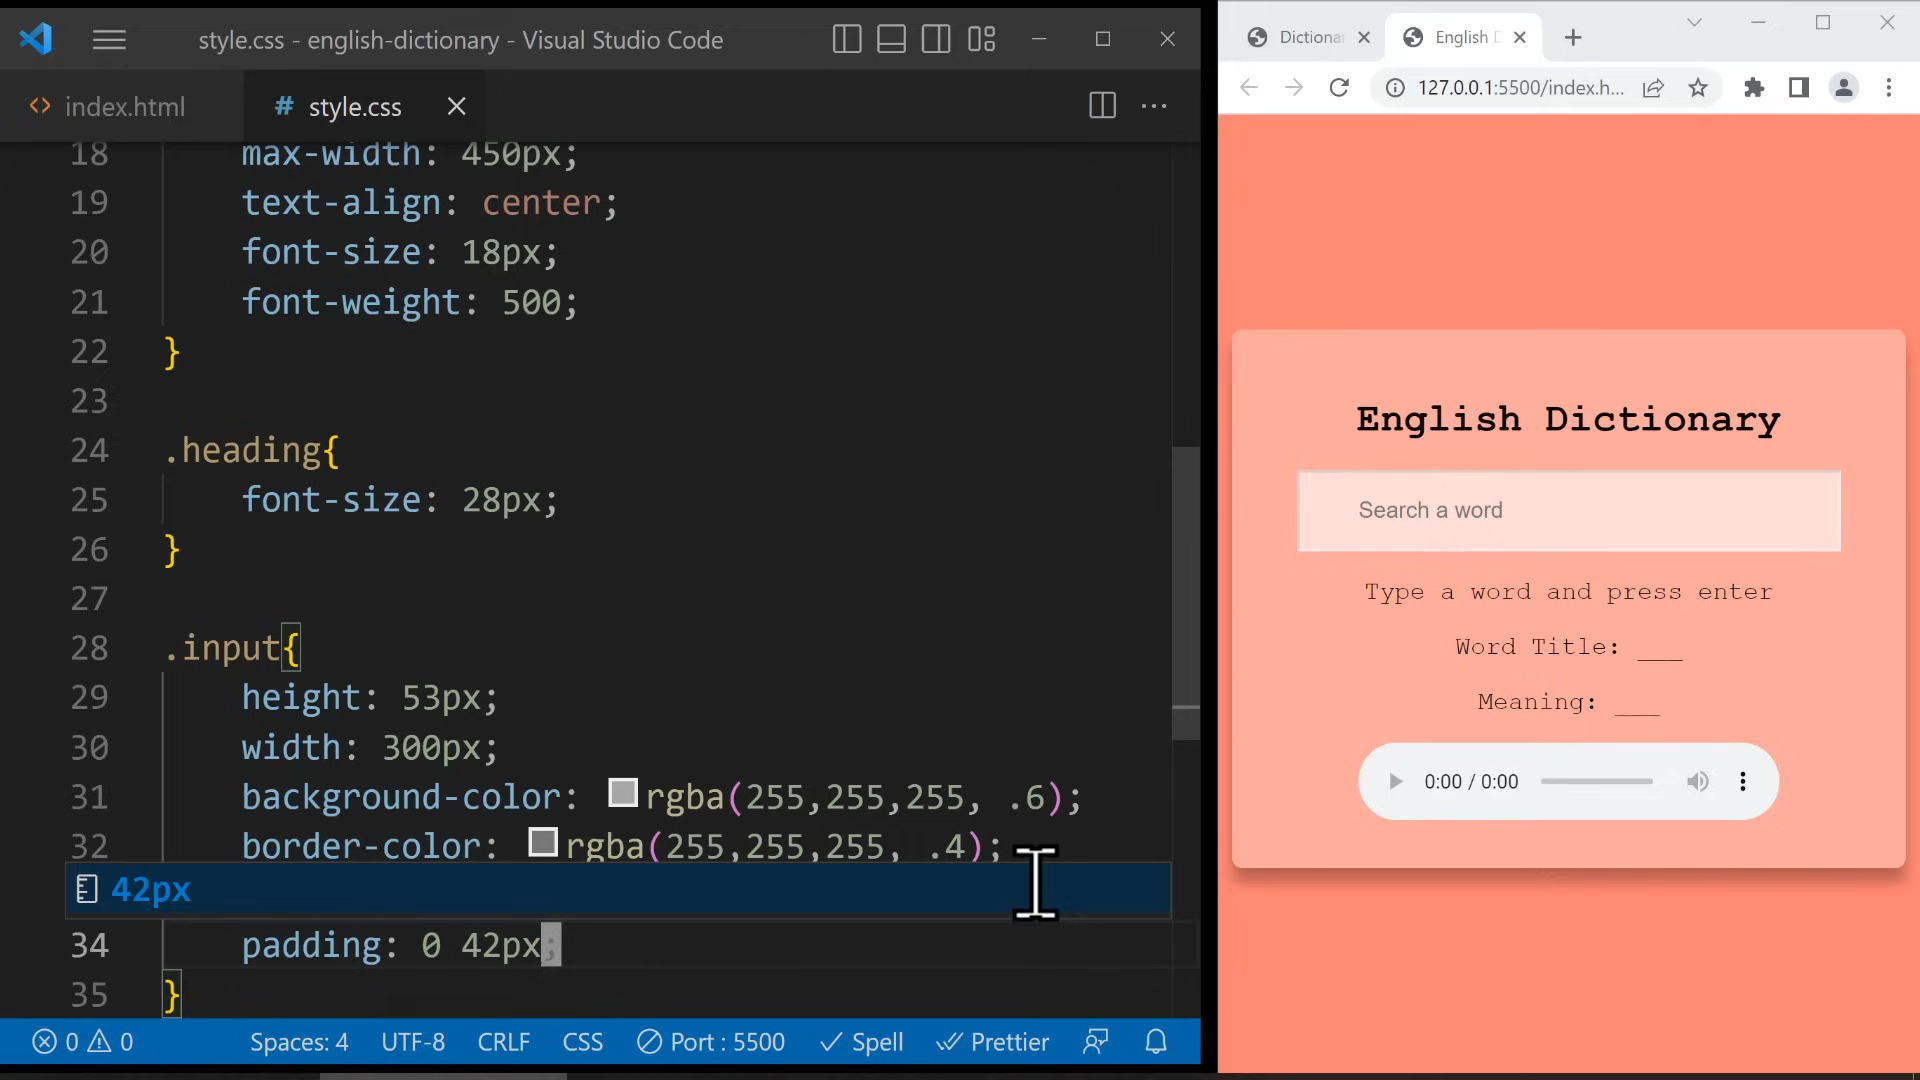 style.css - english-dictionary - Visual Studio Code
<> index.html
# style.css
18 max-width: 450px;
19 text-align: center;
20 font-size: 18px;
21 font-weight: 500;
22 }
23
24 .heading{
25 font-size: 28px;
26 }
27
28 .input{
29 height: 53px;
30 width: 300px;
31 background-color: rgba(255,255,255, .6);
32 border-color: rgba(255,255,255, .4);
42px
34 padding: 0 42px;
35 }
0 0 Spaces: 4 UTF-8 CRLF CSS Port : 5500 Spell Prettier
Dictiona
English D
127.0.0.1:5500/index.h...
English Dictionary
Search a word
Type a word and press enter
Word Title: ___
Meaning: ___
0:00 / 0:00